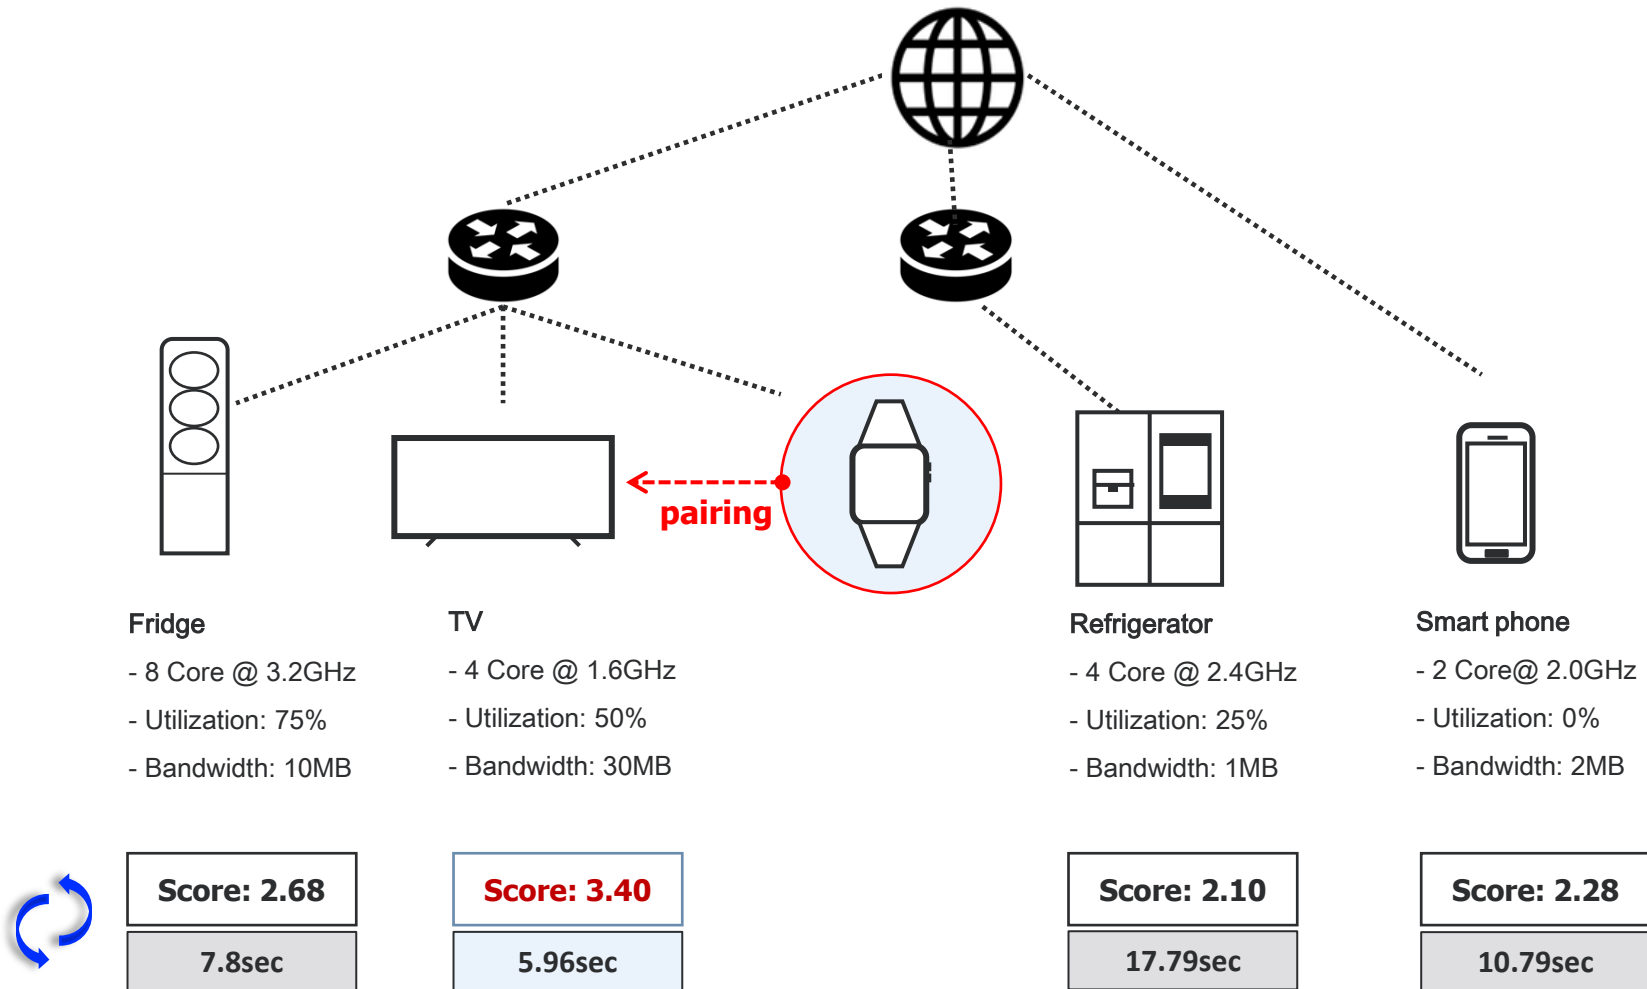 pairing
Fridge
- 8 Core @ 3.2GHz
- Utilization: 75%
- Bandwidth: 10MB
Score: 2.68
7.8sec
TV
- 4 Core @ 1.6GHz
- Utilization: 50%
- Bandwidth: 30MB
Score: 3.40
5.96sec
Refrigerator
- 4 Core @ 2.4GHz
- Utilization: 25%
- Bandwidth: 1MB
Score: 2.10
17.79sec
Smart phone
- 2 Core@ 2.0GHz
- Utilization: 0%
- Bandwidth: 2MB
Score: 2.28
10.79sec